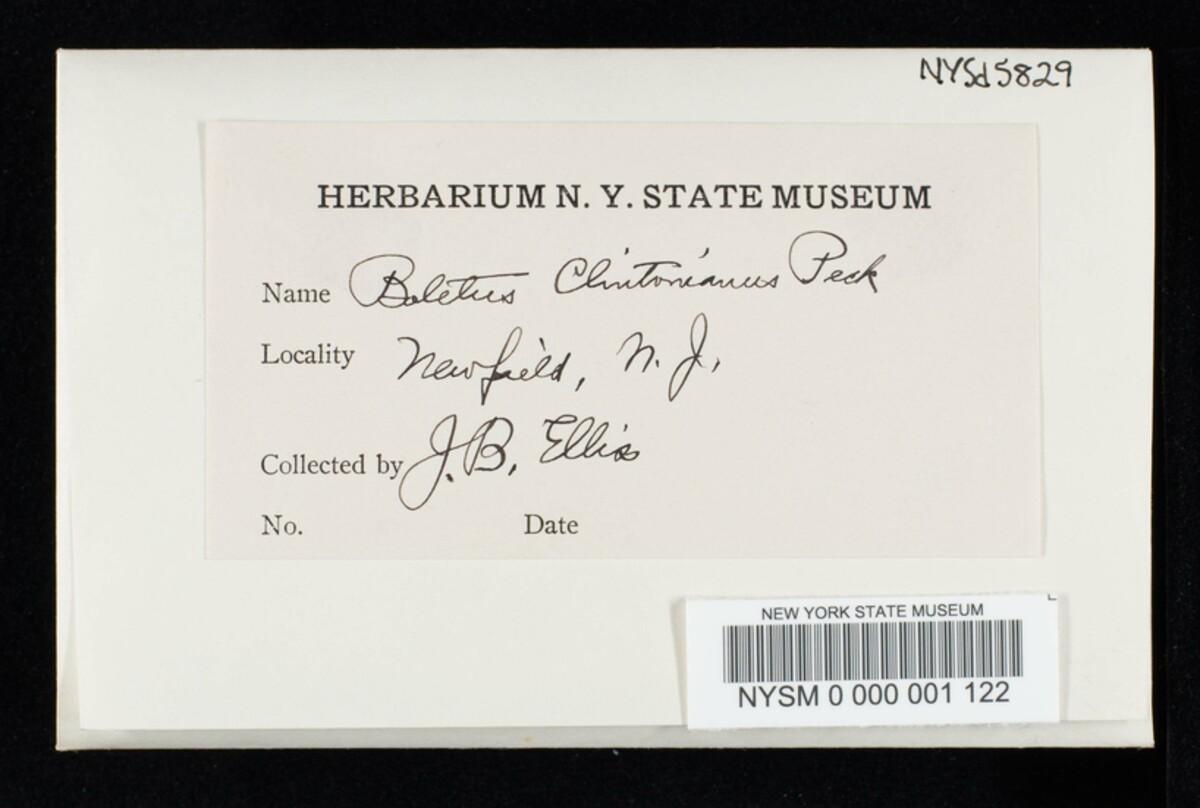 NYSd5829
HERBARIUM N. Y. STATE MUSEUM
Name Boletus Clintonianus Peck
Locality Newfield, N. J.
Collected by J. B. Ellis
No. Date
NEW YORK STATE MUSEUM
NYSM 0 000 001 122